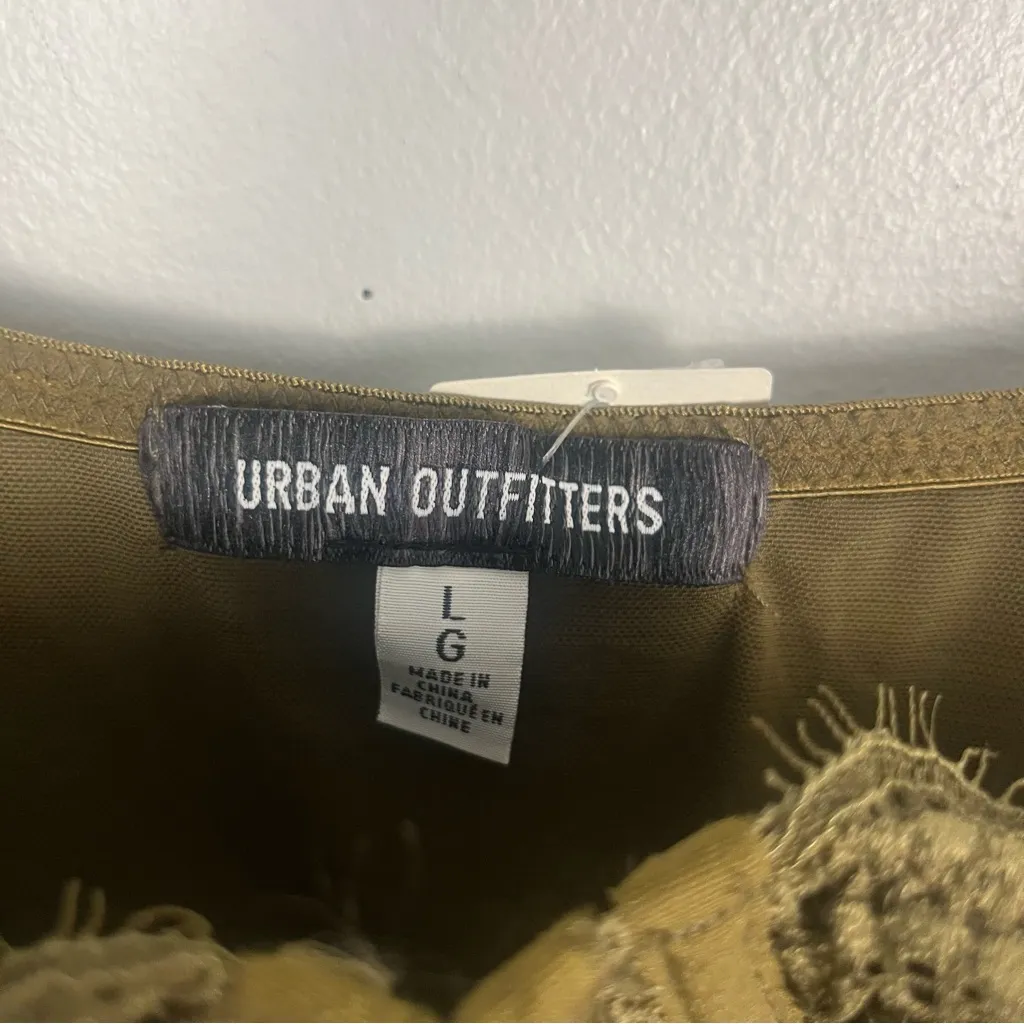 URBAN OUTFITTERS
L
G
MADE IN
CHINA
FABRIQUÉ EN
CHINE